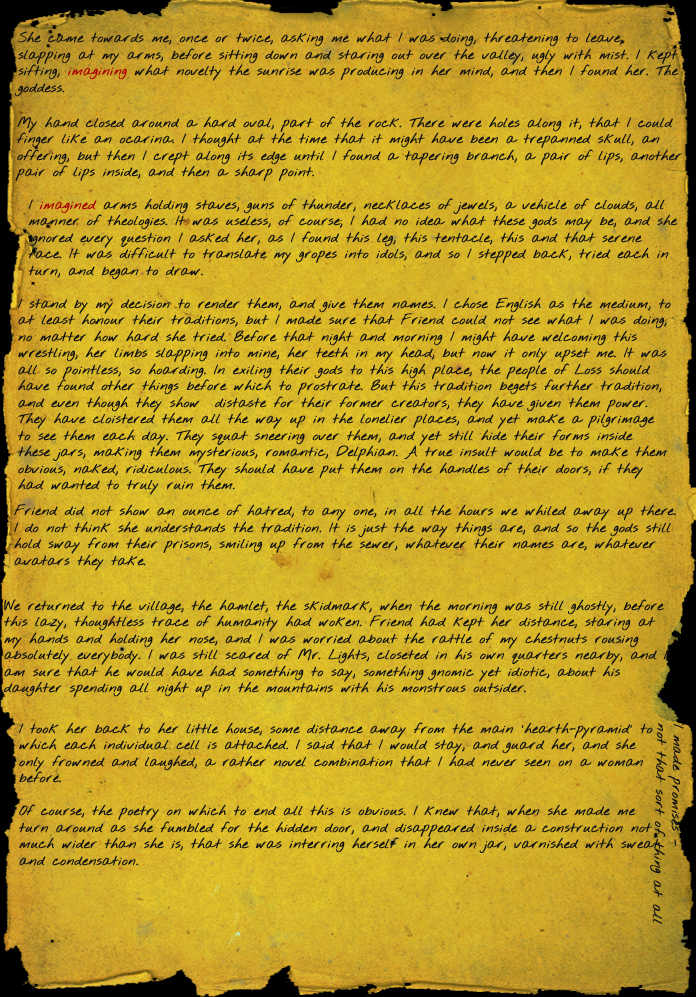 She came towards me, once or twice, asking me what I was doing, threatening to leave,
slapping at my arms, before sitting down and staring out over the valley, ugly with mist. I kept
sifting, imagining what novelty the sunrise was producing in her mind, and then I found her. The
goddess.
My hand closed around a hard oval, part of the rock. There were holes along it, that I could
finger like an ocarina. I thought at the time that it might have been a trepanned skull, an
offering, but then I crept along its edge until I found a tapering branch, a pair of lips, another
pair of lips inside, and then a sharp point.
I imagined arms holding staves, guns of thunder, necklaces of jewels, a vehicle of clouds, all
manner of theologies. It was useless, of course; I had no idea what these gods may be, and she
ignored every question I asked her, as I found this leg, this tentacle, this and that serene
face. It was difficult to translate my gropes into idols, and so I stepped back, tried each in
turn, and began to draw.
I stand by my decision to render them, and give them names. I chose English as the medium, to
at least honour their traditions, but I made sure that Friend could not see what I was doing,
no matter how hard she tried. Before that night and morning I might have welcoming this
wrestling, her limbs slapping into mine, her teeth in my head, but now it only upset me. It was
all so pointless, so hoarding. In exiling their gods to this high place, the people of Loss should
have found other things before which to prostrate. But this tradition begets further tradition,
and even though they show distaste for their former creators, they have given them power.
They have cloistered them all the way up in the lonelier places, and yet make a pilgrimage
to see them each day. They squat sneering over them, and yet still hide their forms inside
these jars, making them mysterious, romantic, Delphian. A true insult would be to make them
obvious, naked, ridiculous. They should have put them on the handles of their doors, if they
had wanted to truly ruin them.
Friend did not show an ounce of hatred, to any one, in all the hours we whiled away up there.
I do not think she understands the tradition. It is just the way things are, and so the gods still
hold sway from their prisons, smiling up from the sewer, whatever their names are, whatever
avatars they take.
We returned to the village, the hamlet, the skidmark, when the morning was still ghostly, before
this lazy, thoughtless trace of humanity had woken. Friend had kept her distance, staring at
my hands and holding her nose, and I was worried about the rattle of my chestnuts rousing
absolutely everybody. I was still scared of Mr. Lights, closeted in his own quarters nearby, and I
am sure that he would have had something to say, something gnomic yet idiotic, about his
daughter spending all night up in the mountains with his monstrous outsider.
I took her back to her little house, some distance away from the main 'hearth-pyramid' to
which each individual cell is attached. I said that I would stay, and guard her, and she
only frowned and laughed, a rather novel combination that I had never seen on a woman
before.
Of course, the poetry on which to end all this is obvious. I knew that, when she made me
turn around as she fumbled for the hidden door, and disappeared inside a construction not
much wider than she is, that she was interring herself in her own jar, varnished with sweat
and condensation.
I made promises -
not that sort of thing at all